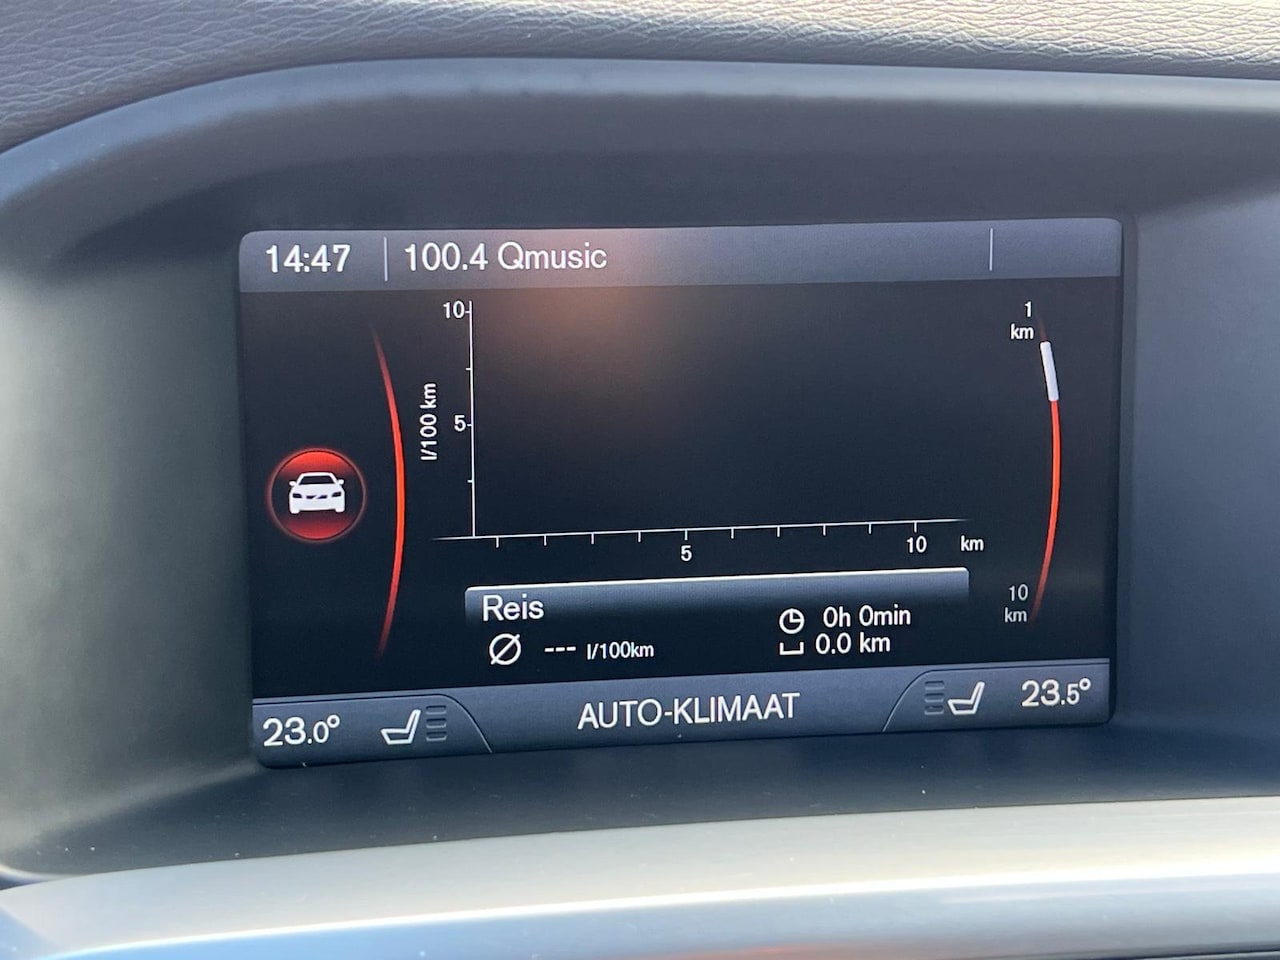 14:47 100.4 Qmusic
10
l/100 km
5
5 10 km
1
km
10
km
Reis
Ø --- l/100km
0h 0min
0.0 km
23.0° AUTO-KLIMAAT 23.5°